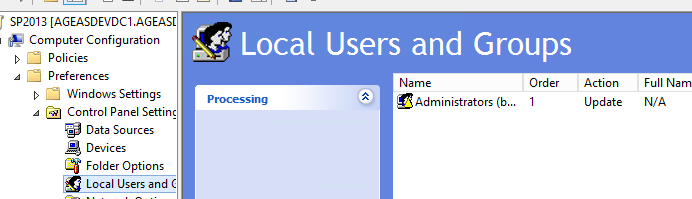 SP2013 [AGEASDEVDC1.AGEASD
Computer Configuration
Policies
Preferences
Windows Settings
Control Panel Setting
Data Sources
Devices
Folder Options
Local Users and G
Local Users and Groups
Processing
Name Order Action Full Nam
Administrators (b... 1 Update N/A